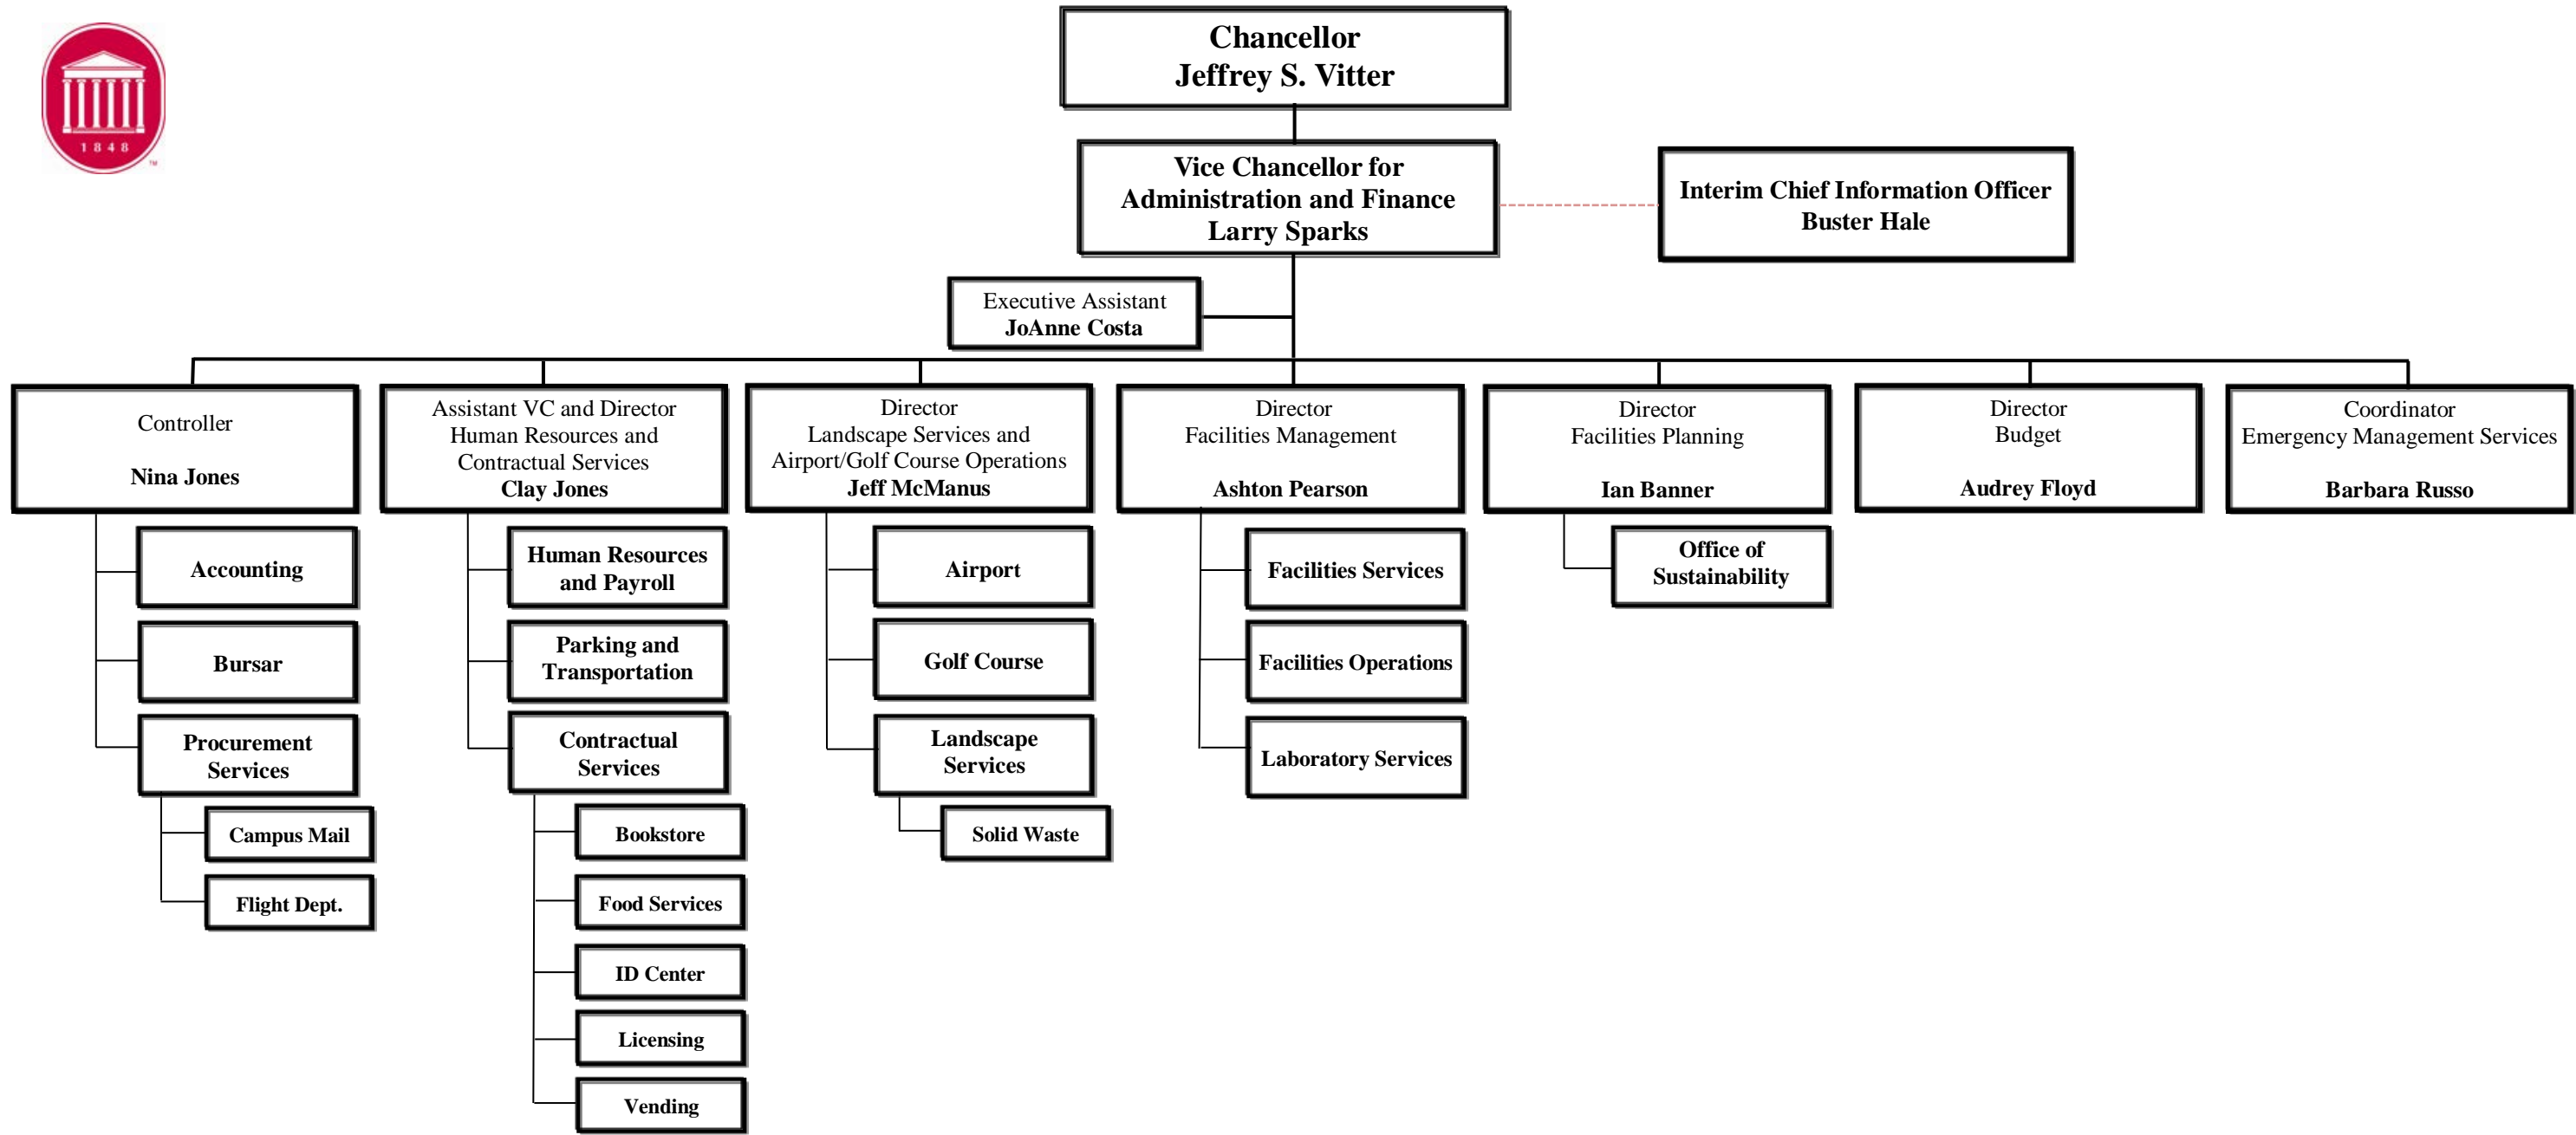 Chancellor
Jeffrey S. Vitter
1848
TM
Vice Chancellor for
Administration and Finance
Larry Sparks
Interim Chief Information Officer
Buster Hale
Executive Assistant
JoAnne Costa
Controller
Nina Jones
Assistant VC and Director
Human Resources and
Contractual Services
Clay Jones
Director
Landscape Services and
Airport/Golf Course Operations
Jeff McManus
Director
Facilities Management
Ashton Pearson
Director
Facilities Planning
Ian Banner
Director
Budget
Audrey Floyd
Coordinator
Emergency Management Services
Barbara Russo
Accounting
Bursar
Procurement
Services
Campus Mail
Flight Dept.
Human Resources
and Payroll
Parking and
Transportation
Contractual
Services
Bookstore
Food Services
ID Center
Licensing
Vending
Airport
Golf Course
Landscape
Services
Solid Waste
Facilities Services
Facilities Operations
Laboratory Services
Office of
Sustainability